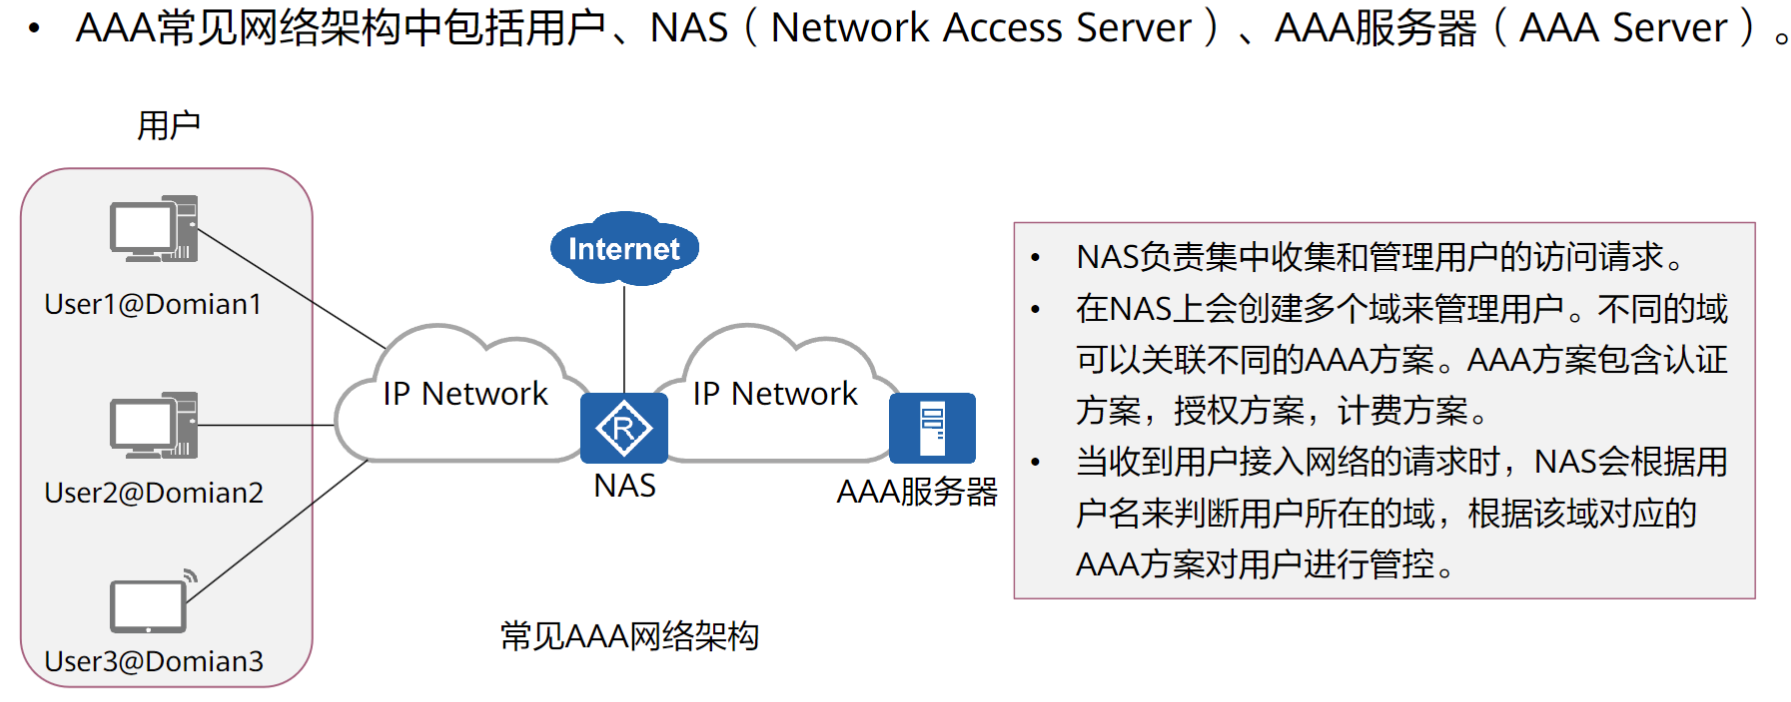 • AAA常见网络架构中包括用户、NAS（Network Access Server）、AAA服务器（AAA Server）。
用户
User1@Domian1
User2@Domian2
User3@Domian3
Internet
IP Network
IP Network
R
NAS
AAA服务器
常见AAA网络架构
• NAS负责集中收集和管理用户的访问请求。
• 在NAS上会创建多个域来管理用户。不同的域
可以关联不同的AAA方案。AAA方案包含认证
方案，授权方案，计费方案。
• 当收到用户接入网络的请求时，NAS会根据用
户名来判断用户所在的域，根据该域对应的
AAA方案对用户进行管控。